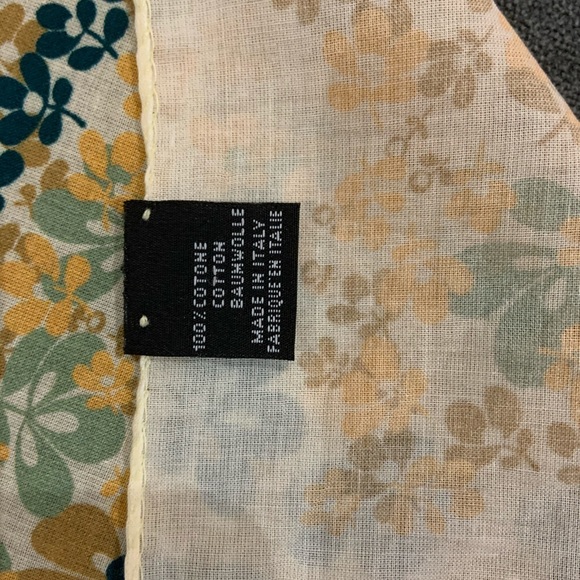 100% COTONE
COTTON
BAUMWOLLE
MADE IN ITALY
FABRIQUE EN ITALIE